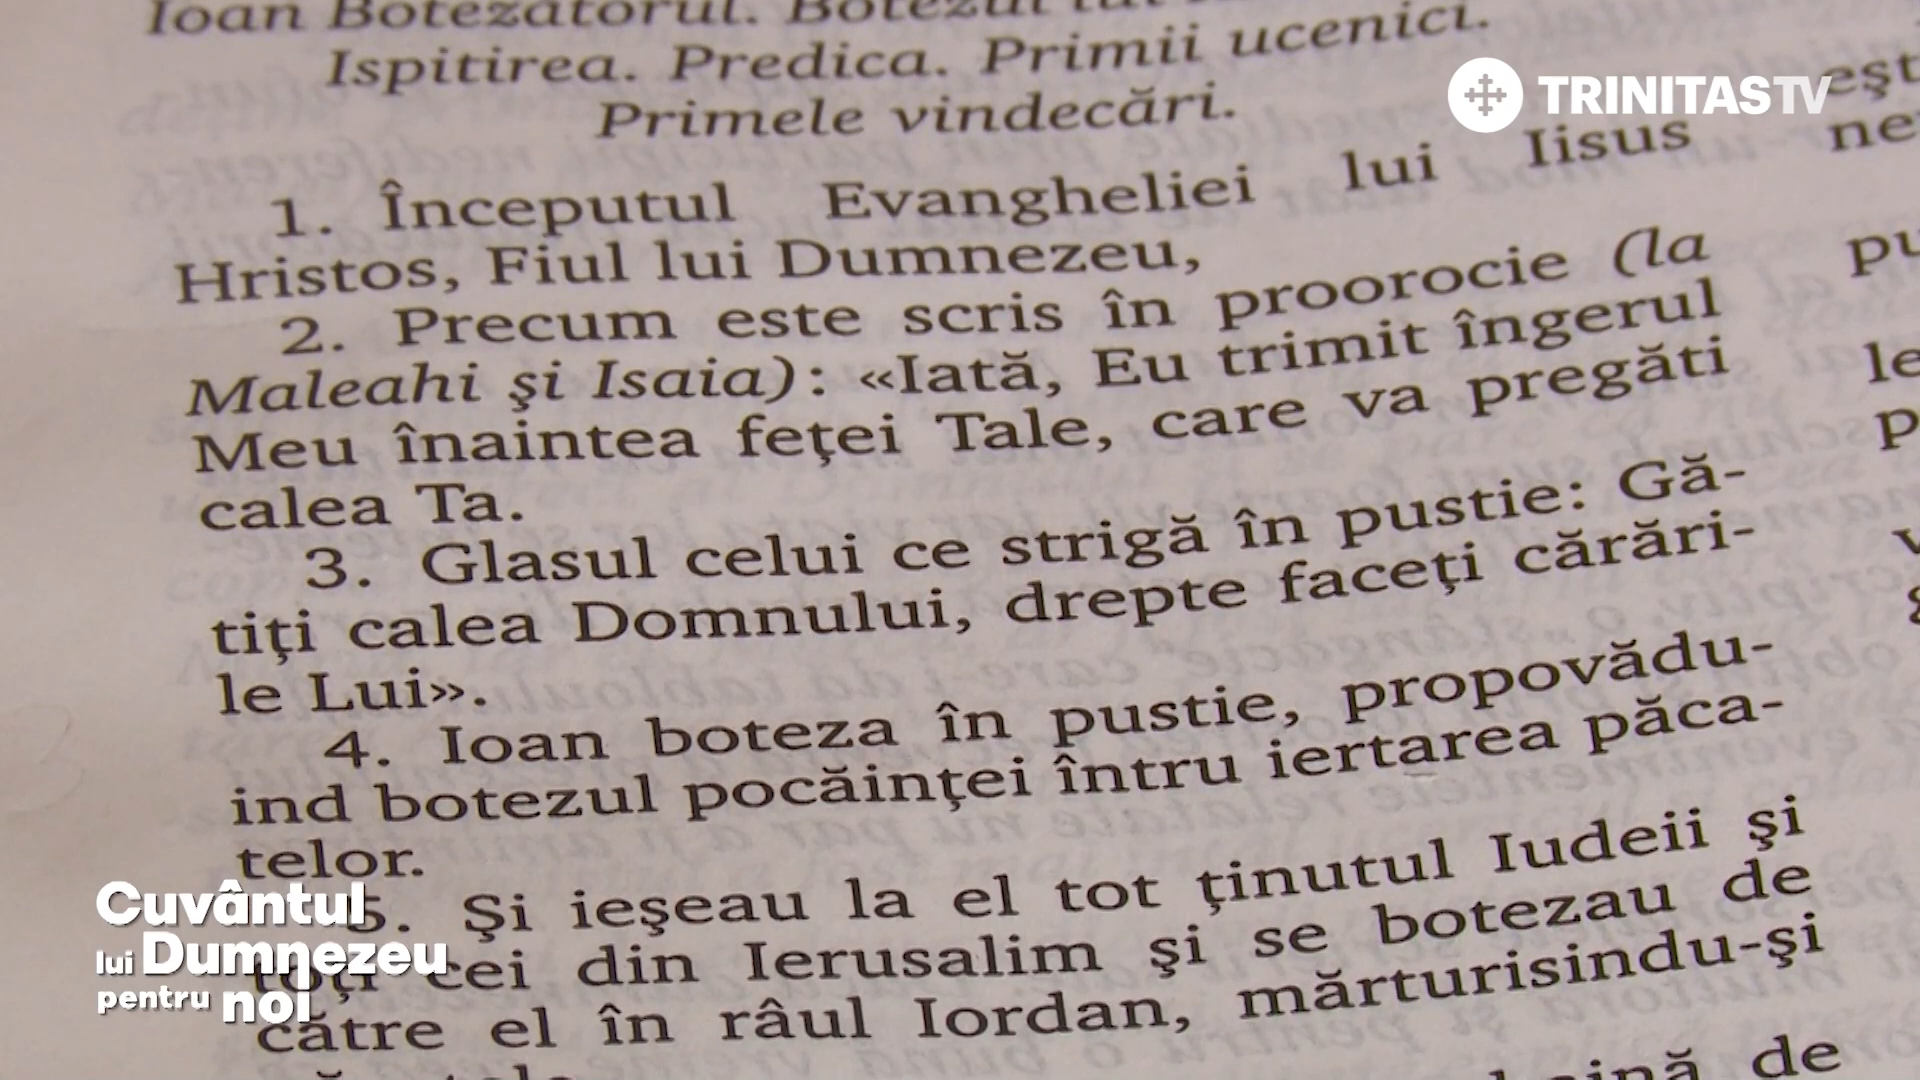 Ioan Botezătorul. Botezul lui
Ispitirea. Predica. Primii ucenici.
Primele vindecări.
1. Începutul Evangheliei lui Iisus
Hristos, Fiul lui Dumnezeu,
2. Precum este scris în proorocie (la
Maleahi şi Isaia): «Iată, Eu trimit îngerul
Meu înaintea feţei Tale, care va pregăti
calea Ta.
3. Glasul celui ce strigă în pustie: Gă-
tiţi calea Domnului, drepte faceţi cărări-
le Lui».
4. Ioan boteza în pustie, propovădu-
ind botezul pocăinţei întru iertarea păca-
telor.
5. Şi ieşeau la el tot ţinutul Iudeii şi
toţi cei din Ierusalim şi se botezau de
către el în râul Iordan, mărturisindu-şi
de
TRINITAS TV
Cuvântul
lui Dumnezeu
pentru noi